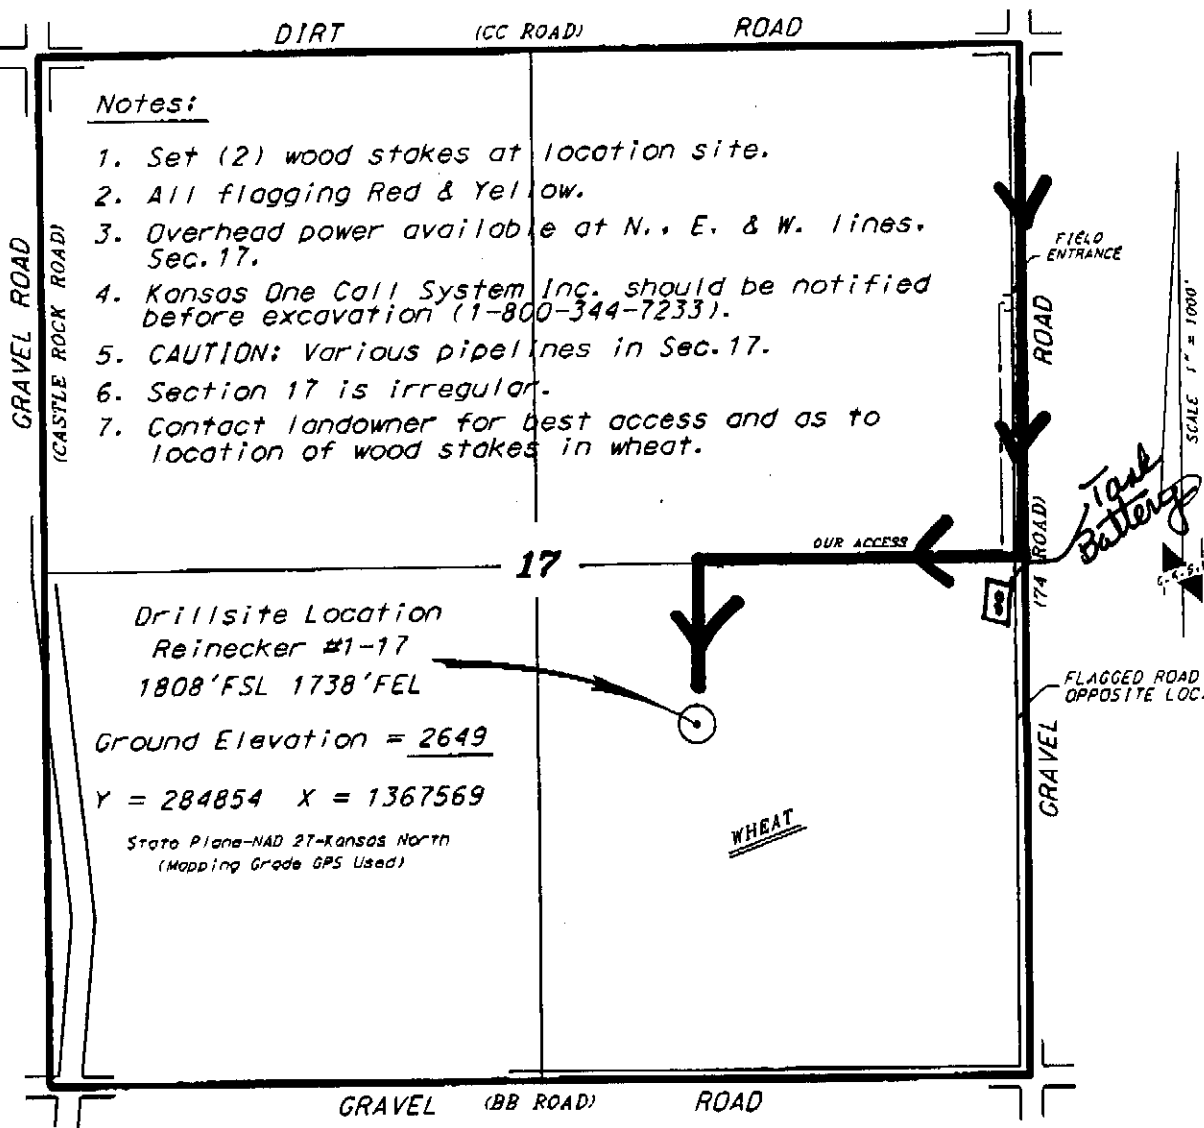 DIRT (CC ROAD) ROAD
Notes:
1. Set (2) wood stakes at location site.
2. All flagging Red & Yellow.
3. Overhead power available at N., E. & W. lines,
Sec. 17.
4. Kansas One Call System Inc. should be notified
before excavation (1-800-344-7233).
5. CAUTION: Various pipelines in Sec. 17.
6. Section 17 is irregular.
7. Contact landowner for best access and as to
location of wood stakes in wheat.
GRAVEL ROAD
(CASTLE ROCK ROAD)
FIELD
ENTRANCE
ROAD
SCALE 1" = 1000'
Tank
Battery
OUR ACCESS
17
(74 ROAD)
Drillsite Location
Reinecker #1-17
1808'FSL 1738'FEL
Ground Elevation = 2649
Y = 284854 X = 1367569
State Plane-NAD 27-Kansas North
(Mapping Grade GPS Used)
FLAGGED ROAD
OPPOSITE LOC.
GRAVEL
WHEAT
GRAVEL (BB ROAD) ROAD